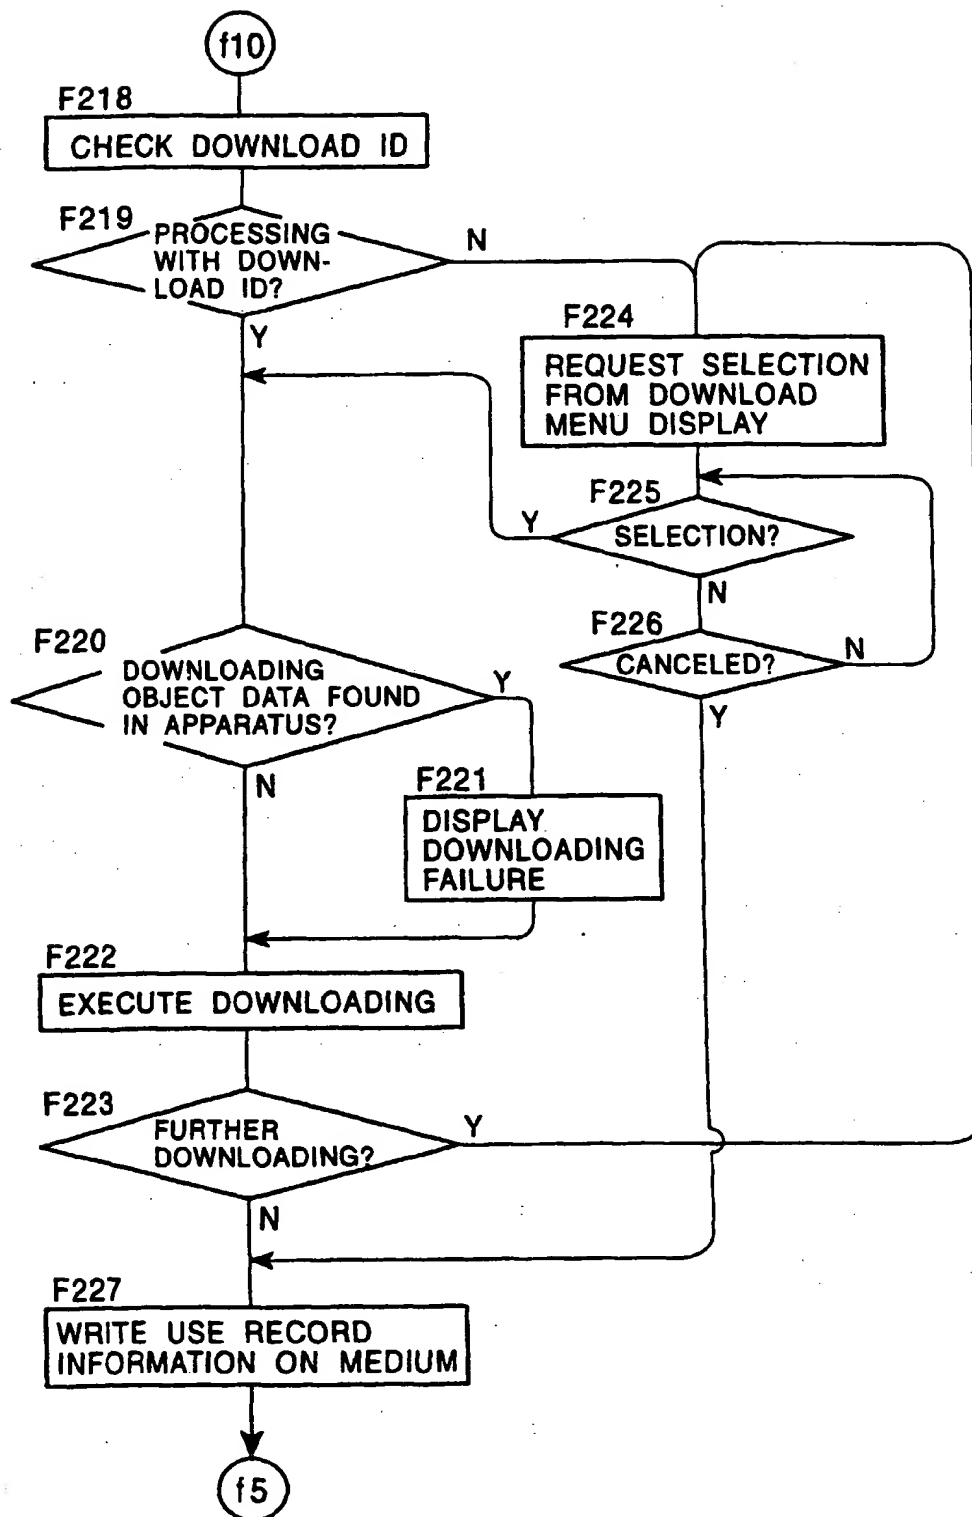 f10
F218
CHECK DOWNLOAD ID
F219
PROCESSING
WITH DOWN-
LOAD ID?
N
Y
F224
REQUEST SELECTION
FROM DOWNLOAD
MENU DISPLAY
F225
SELECTION?
Y
N
F226
CANCELED?
N
Y
F220
DOWNLOADING
OBJECT DATA FOUND
IN APPARATUS?
Y
N
F221
DISPLAY
DOWNLOADING
FAILURE
F222
EXECUTE DOWNLOADING
F223
FURTHER
DOWNLOADING?
Y
N
F227
WRITE USE RECORD
INFORMATION ON MEDIUM
f5